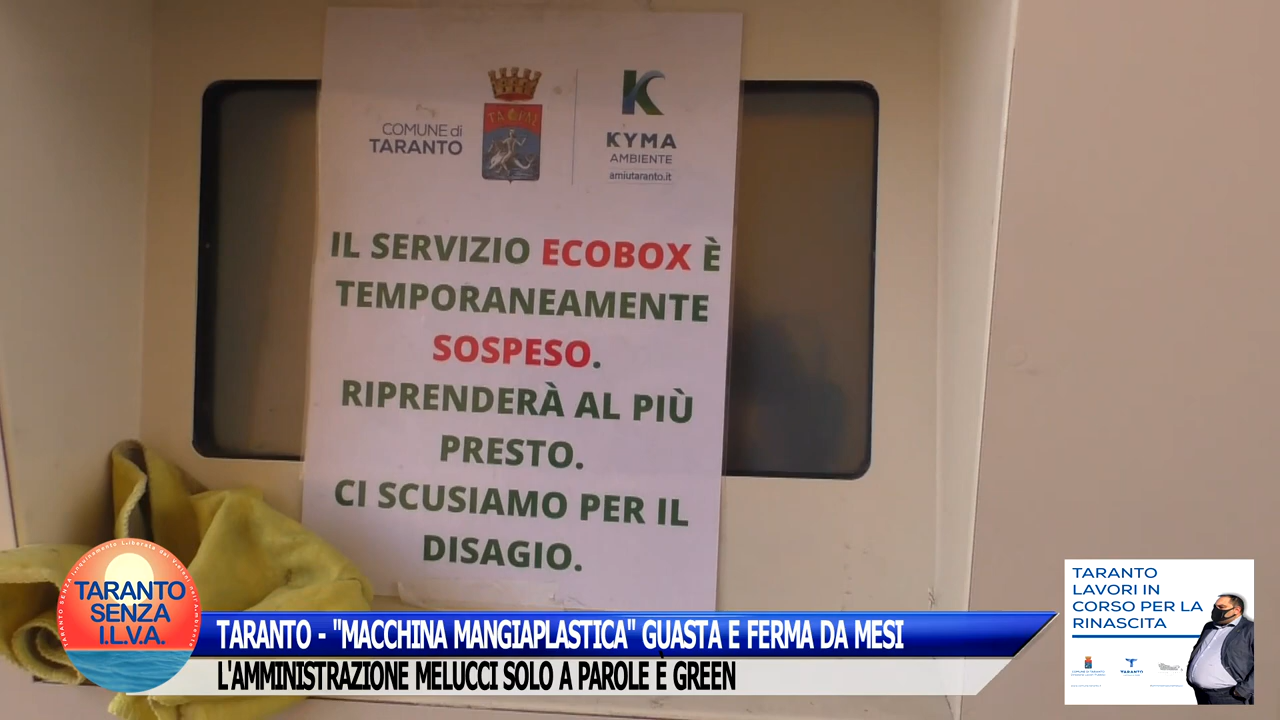 COMUNE di
TARANTO
KYMA
AMBIENTE
amiutaranto.it
IL SERVIZIO ECOBOX È
TEMPORANEAMENTE
SOSPESO.
RIPRENDERÀ AL PIÙ
PRESTO.
CI SCUSIAMO PER IL
DISAGIO.
TARANTO
SENZA
I.L.V.A.
TARANTO - "MACCHINA MANGIAPLASTICA" GUASTA E FERMA DA MESI
L'AMMINISTRAZIONE MELUCCI SOLO A PAROLE È GREEN
TARANTO
LAVORI IN
CORSO PER LA
RINASCITA